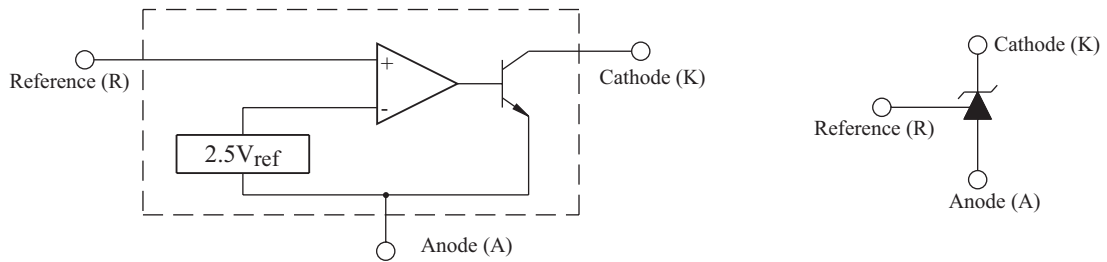 Reference (R)
+
-
2.5Vref
Cathode (K)
Anode (A)
Cathode (K)
Reference (R)
Anode (A)